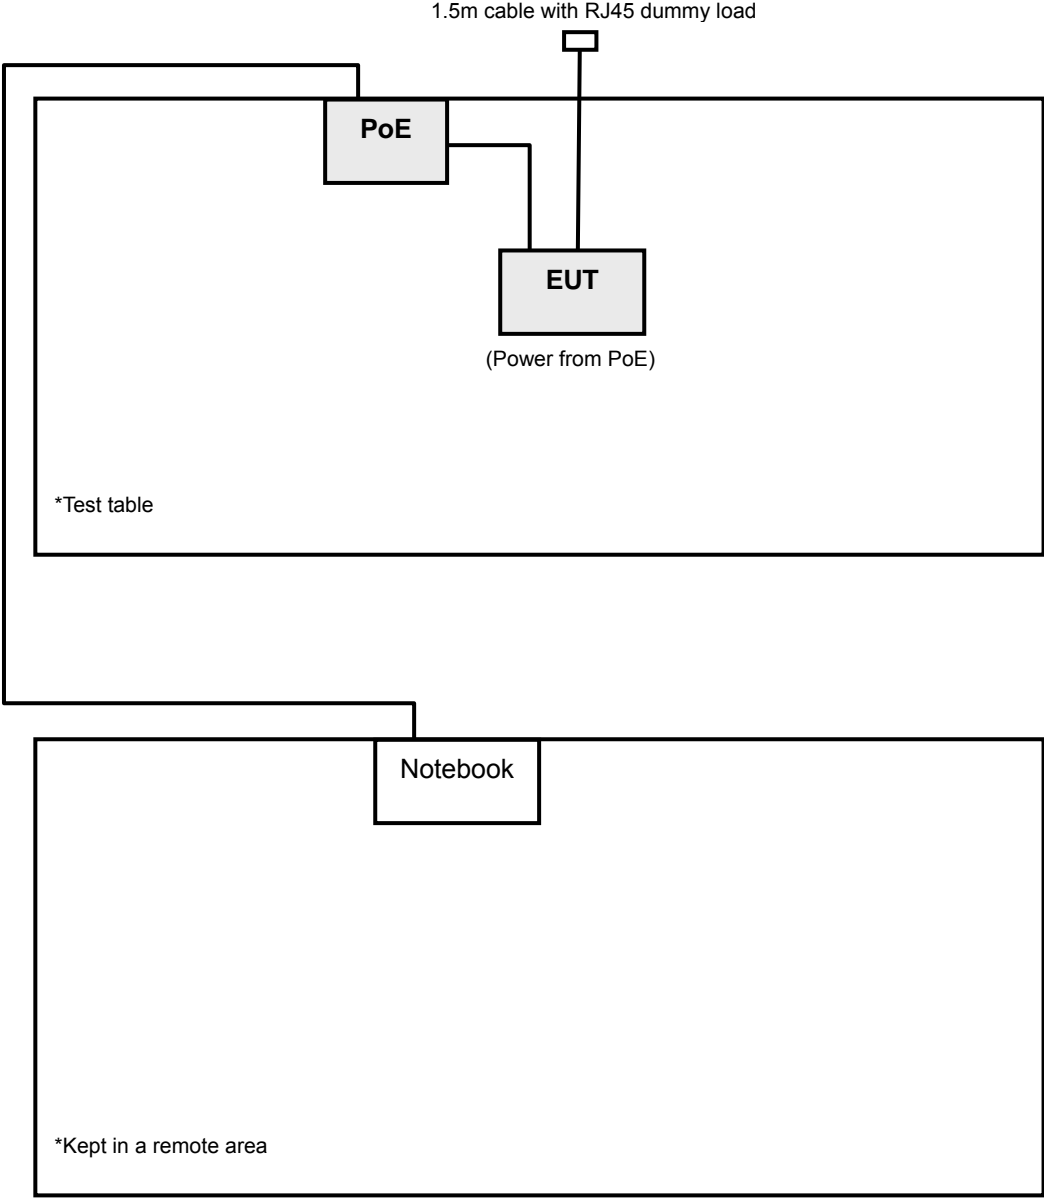 1.5m cable with RJ45 dummy load
PoE
EUT
(Power from PoE)
*Test table
Notebook
*Kept in a remote area